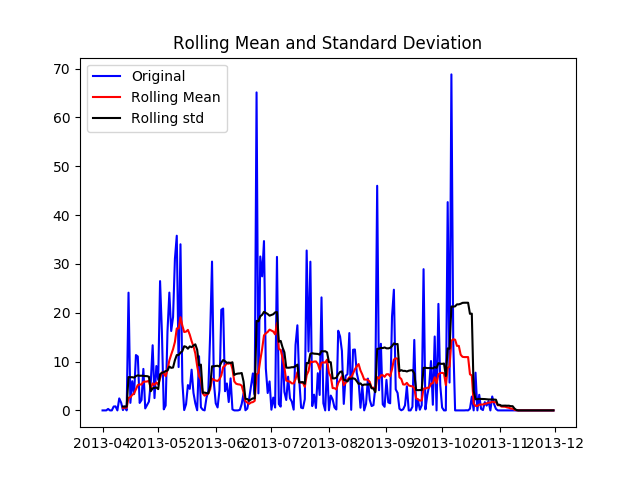 Rolling Mean and Standard Deviation
Original
Rolling Mean
Rolling std
70
60
50
40
30
20
10
0
2013-04 2013-05 2013-06 2013-07 2013-08 2013-09 2013-10 2013-11 2013-12